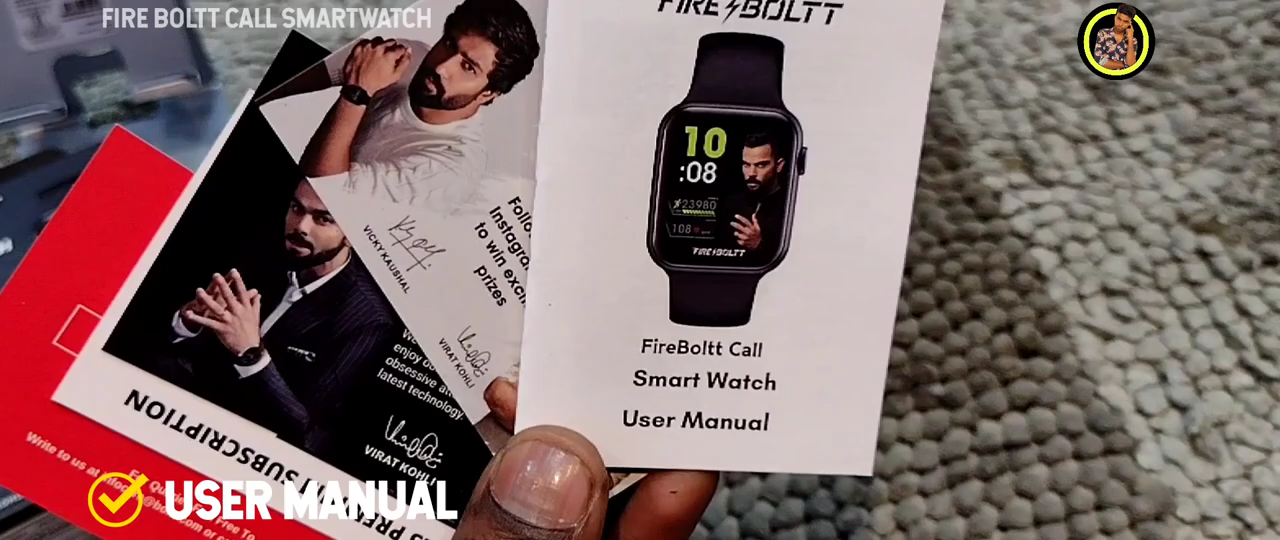 FIRE BOLTT CALL SMARTWATCH
FIRE BOLTT
10
:08
23980
108
FIRE BOLTT
FireBoltt Call
Smart Watch
User Manual
VICKY KAUSHAL
Instagra
to win exci
prizes
VIRAT KOHLI
enjoy
obsessive
latest technology.
VIRAT KOHLI
SUBSCRIPTION
Write to us at
USER MANUAL